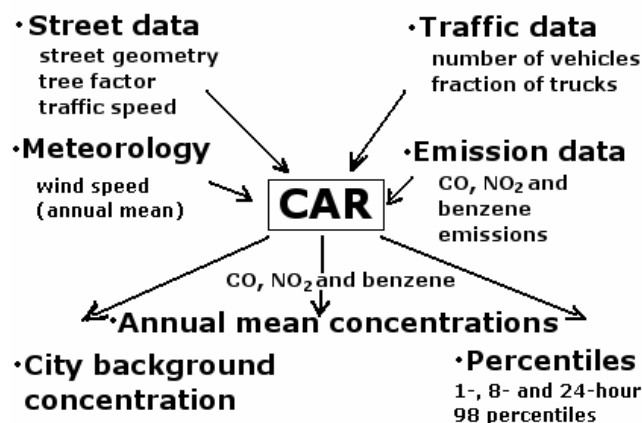 ·Street data
street geometry
tree factor
traffic speed
·Traffic data
number of vehicles
fraction of trucks
·Meteorology
wind speed
(annual mean)
·Emission data
CO, NO₂ and
benzene
emissions
CAR
CO, NO₂ and benzene
·Annual mean concentrations
·City background
concentration
·Percentiles
1-, 8- and 24-hour
98 percentiles